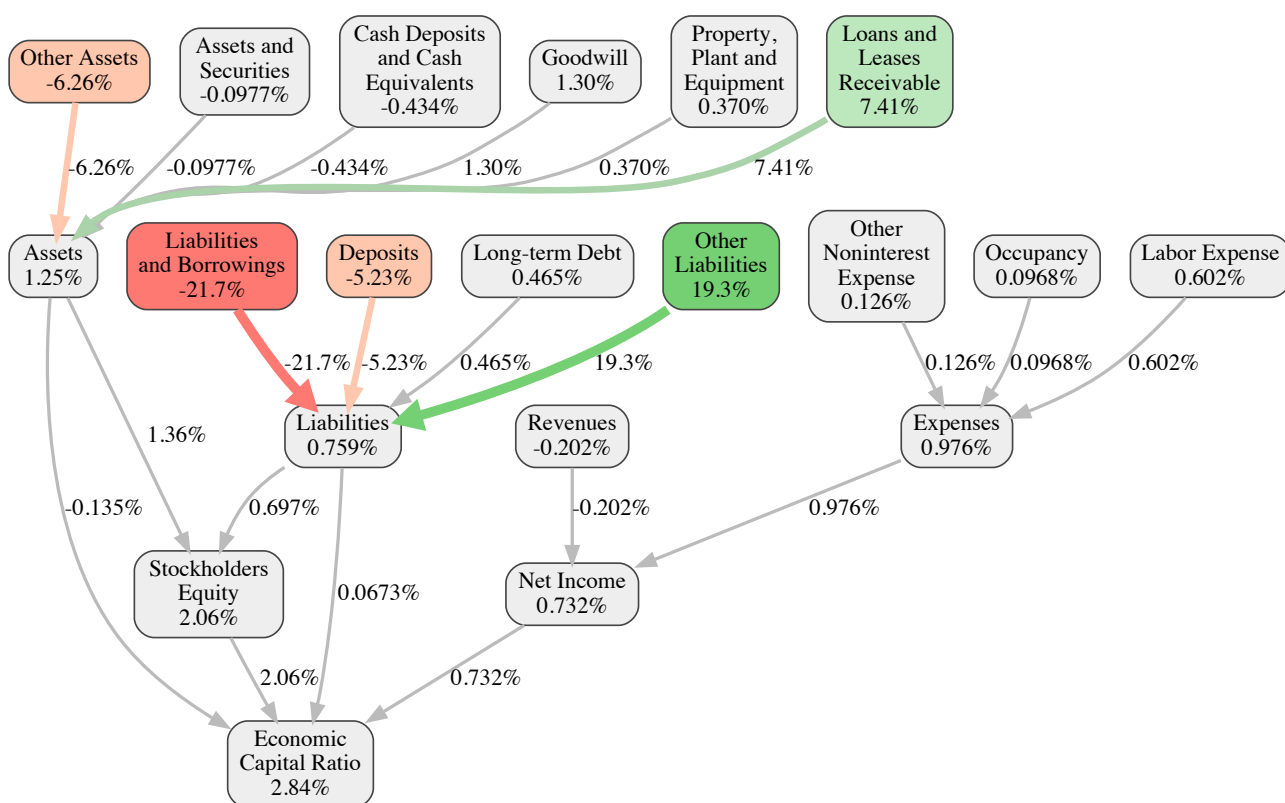 Other Assets
-6.26%
Assets and
Securities
-0.0977%
Cash Deposits
and Cash
Equivalents
-0.434%
Goodwill
1.30%
Property,
Plant and
Equipment
0.370%
Loans and
Leases
Receivable
7.41%
-6.26%
-0.0977%
-0.434%
1.30%
0.370%
7.41%
Assets
1.25%
Liabilities
and Borrowings
-21.7%
Deposits
-5.23%
Long-term Debt
0.465%
Other
Liabilities
19.3%
Other
Noninterest
Expense
0.126%
Occupancy
0.0968%
Labor Expense
0.602%
-21.7%
-5.23%
0.465%
19.3%
0.126%
0.0968%
0.602%
1.36%
Liabilities
0.759%
Revenues
-0.202%
Expenses
0.976%
-0.135%
0.697%
-0.202%
0.976%
Stockholders
Equity
2.06%
0.0673%
Net Income
0.732%
2.06%
0.732%
Economic
Capital Ratio
2.84%